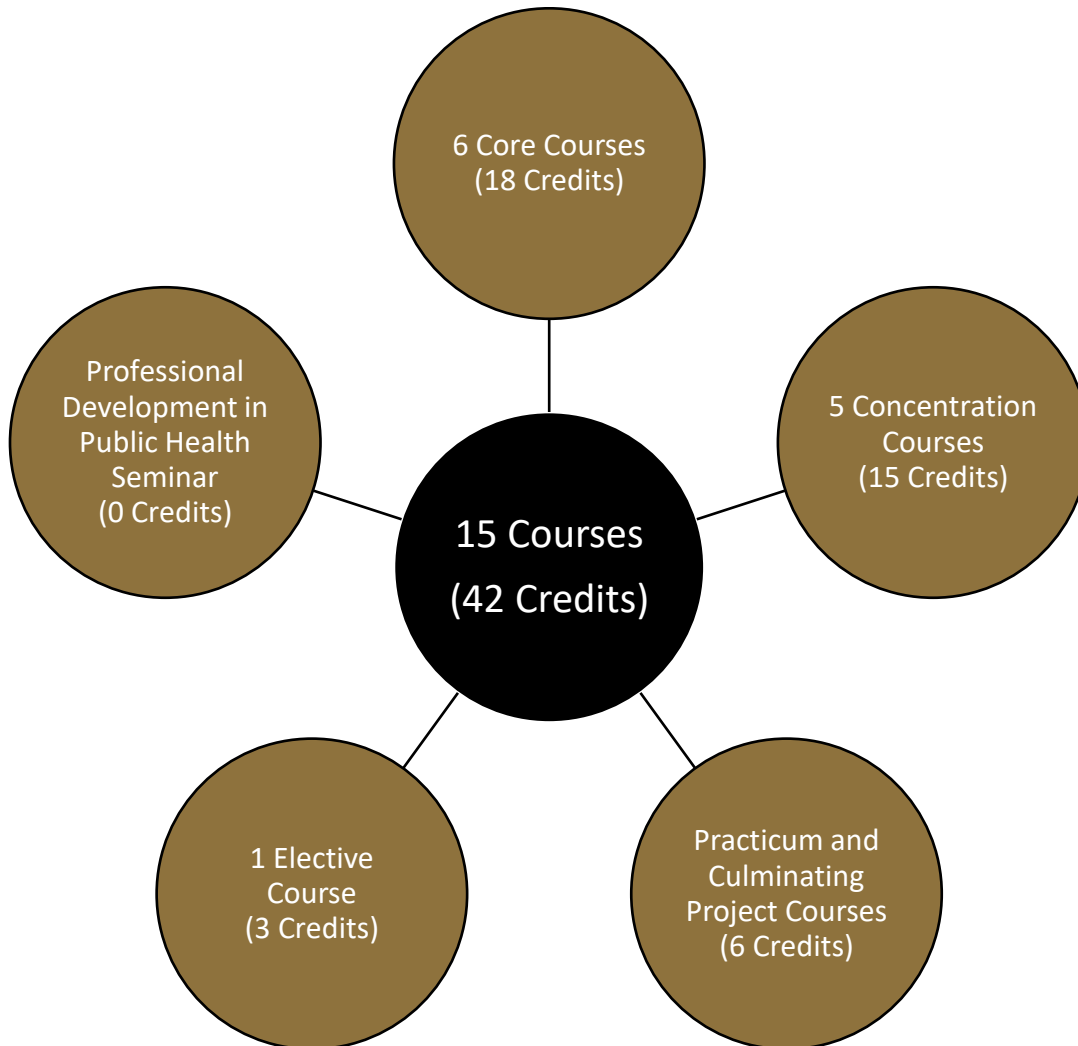 6 Core Courses
(18 Credits)
Professional
Development in
Public Health
Seminar
(0 Credits)
5 Concentration
Courses
(15 Credits)
15 Courses
(42 Credits)
1 Elective
Course
(3 Credits)
Practicum and
Culminating
Project Courses
(6 Credits)